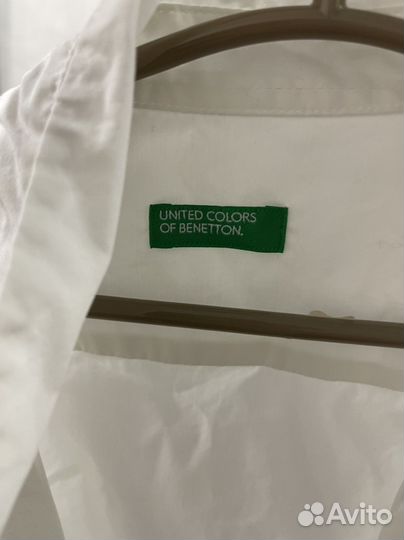 UNITED COLORS
OF BENETTON.
Avito